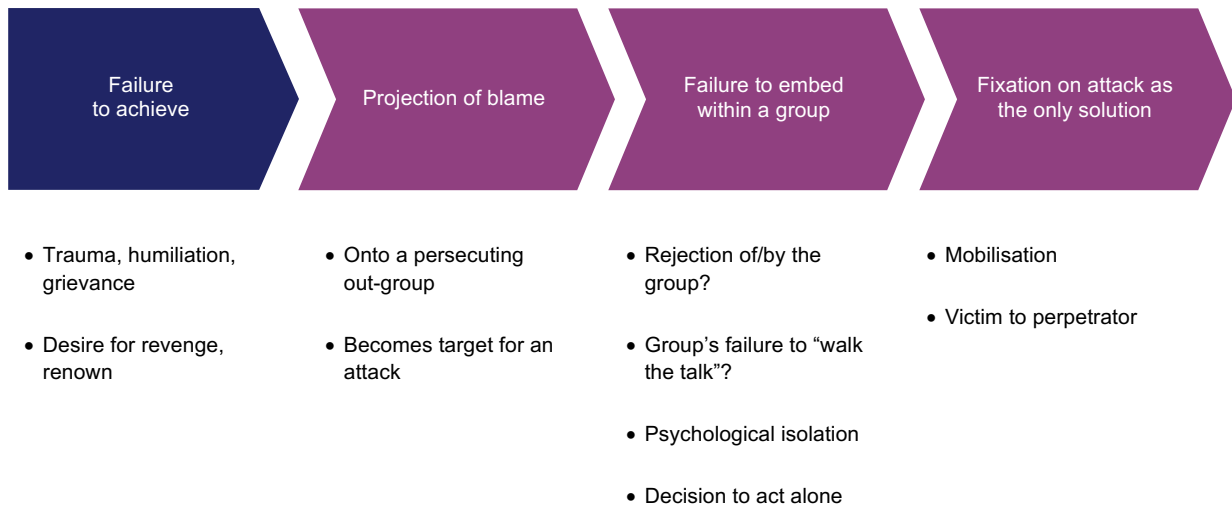 Failure
to achieve
Projection of blame
Failure to embed
within a group
Fixation on attack as
the only solution
• Trauma, humiliation,
grievance
• Desire for revenge,
renown
• Onto a persecuting
out-group
• Becomes target for an
attack
• Rejection of/by the
group?
• Group’s failure to “walk
the talk”?
• Psychological isolation
• Decision to act alone
• Mobilisation
• Victim to perpetrator